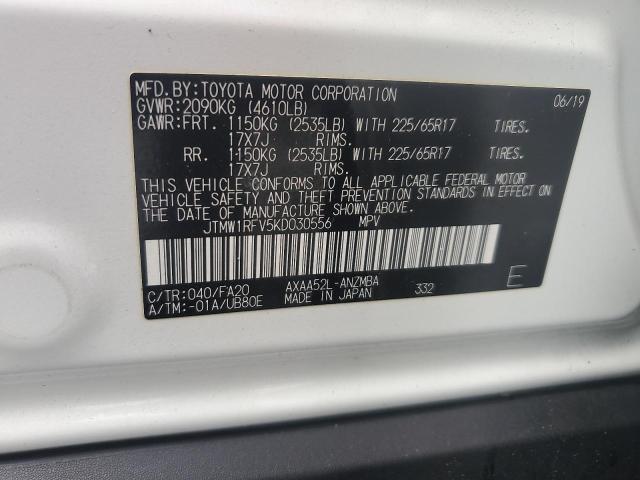 MFD.BY:TOYOTA MOTOR CORPORATION 06/19
GVWR:2090KG (4610LB)
GAWR:FRT. 1150KG (2535LB) WITH 225/65R17 TIRES.
17X7J RIMS.
RR. 1150KG (2535LB) WITH 225/65R17 TIRES.
17X7J RIMS.
THIS VEHICLE CONFORMS TO ALL APPLICABLE FEDERAL MOTOR
VEHICLE SAFETY AND THEFT PREVENTION STANDARDS IN EFFECT ON
THE DATE OF MANUFACTURE SHOWN ABOVE.
JTMW1RFV5KD030556 MPV
C/TR:040/FA20 AXAA52L-ANZMBA 332 E
A/TM:-01A/UB80E MADE IN JAPAN